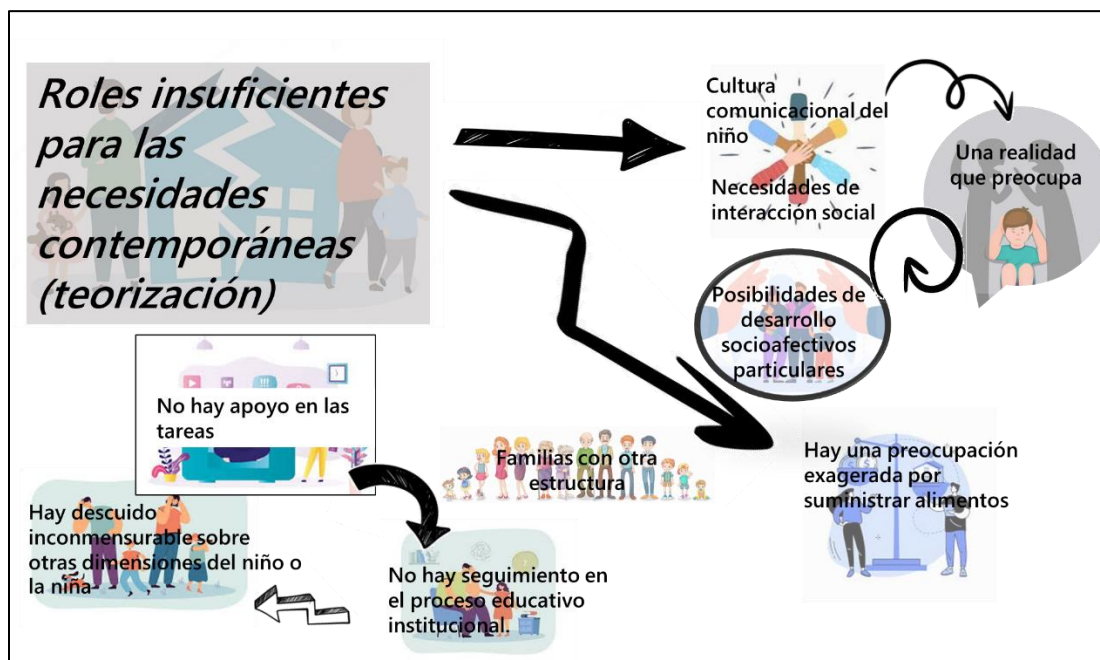 Roles insuficientes
para las
necesidades
contemporáneas
(teorización)
Cultura
comunicacional del
niño
Necesidades de
interacción social
Una realidad
que preocupa
Posibilidades de
desarrollo
socioafectivos
particulares
No hay apoyo en las
tareas
Familias con otra
estructura
Hay una preocupación
exagerada por
suministrar alimentos
Hay descuido
inconmensurable sobre
otras dimensiones del niño o
la niña
No hay seguimiento en
el proceso educativo
institucional.